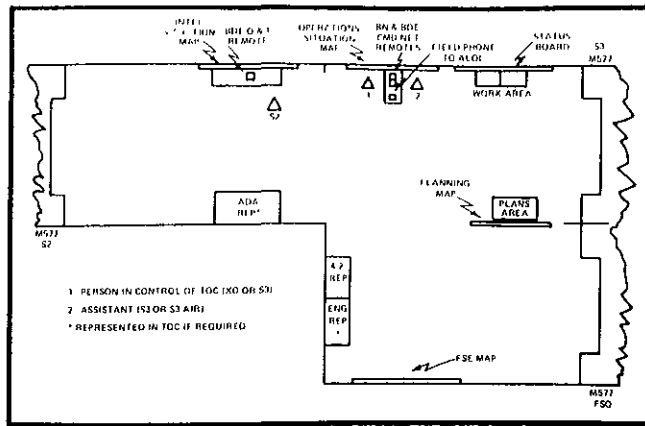 INTEL
SITUATION
MAP
BDE O & I
REMOTE
OPERATIONS
SITUATION
MAP
BN & BDE
CMD NET
REMOTES
FIELD PHONE
TO ALOC
STATUS
BOARD
S3
M577
WORK AREA
1
2
S2
ADA
REP*
PLANNING
MAP
PLANS
AREA
M577
S2
4.2
REP
ENG
REP
*
1 PERSON IN CONTROL OF TOC (XO OR S3)
2 ASSISTANT (S3 OR S3 AIR)
* REPRESENTED IN TOC IF REQUIRED
FSE MAP
M577